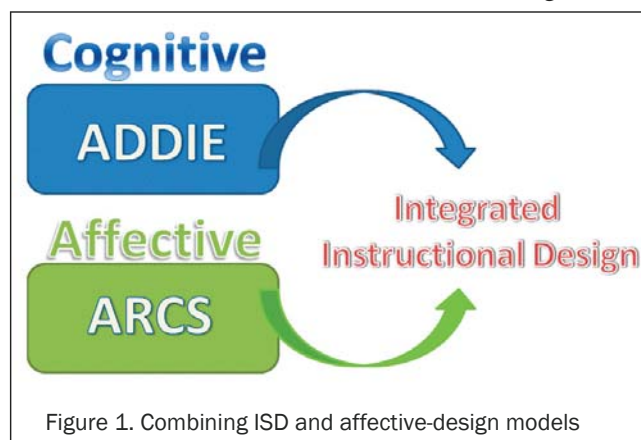 Cognitive
ADDIE
Affective
ARCS
Integrated
Instructional Design
Figure 1. Combining ISD and affective-design models